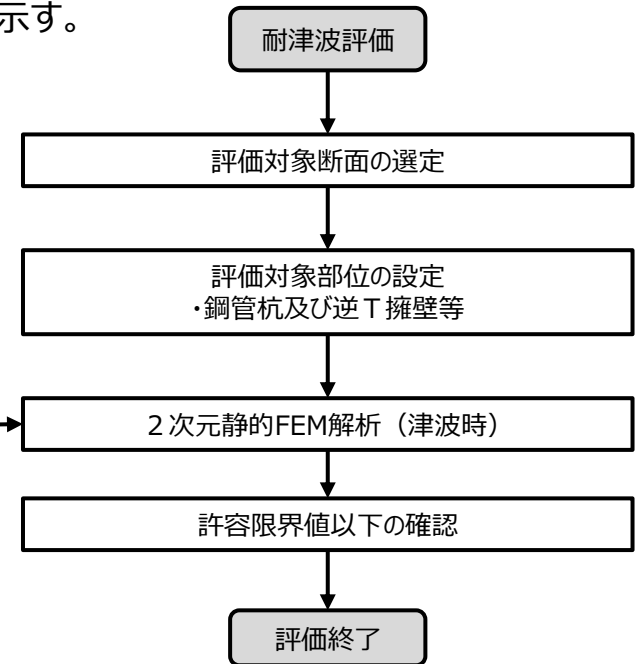 示す。
耐津波評価
評価対象断面の選定
評価対象部位の設定
・鋼管杭及び逆Ｔ擁壁等
２次元静的FEM解析（津波時）
許容限界値以下の確認
評価終了